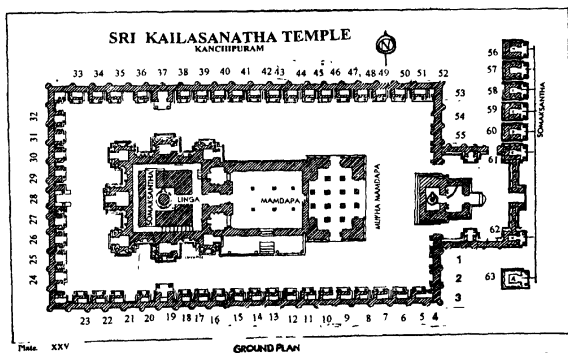 SRI KAILASANATHA TEMPLE
KANCHIPURAM
N
33 34 35 36 37 38 39 40 41 42 43 44 45 46 47 48 49 50 51 52
56
57
58
59
60
61
62
63
SOMASKANTHA
53
54
55
32
31
30
29
28
27
26
25
24
SOMASKANTHA
LINGA
MAMDAPA
MUKHA MAMDAPA
1
2
3
23 22 21 20 19 18 17 16 15 14 13 12 11 10 9 8 7 6 5 4
Plate. XXV
GROUND PLAN